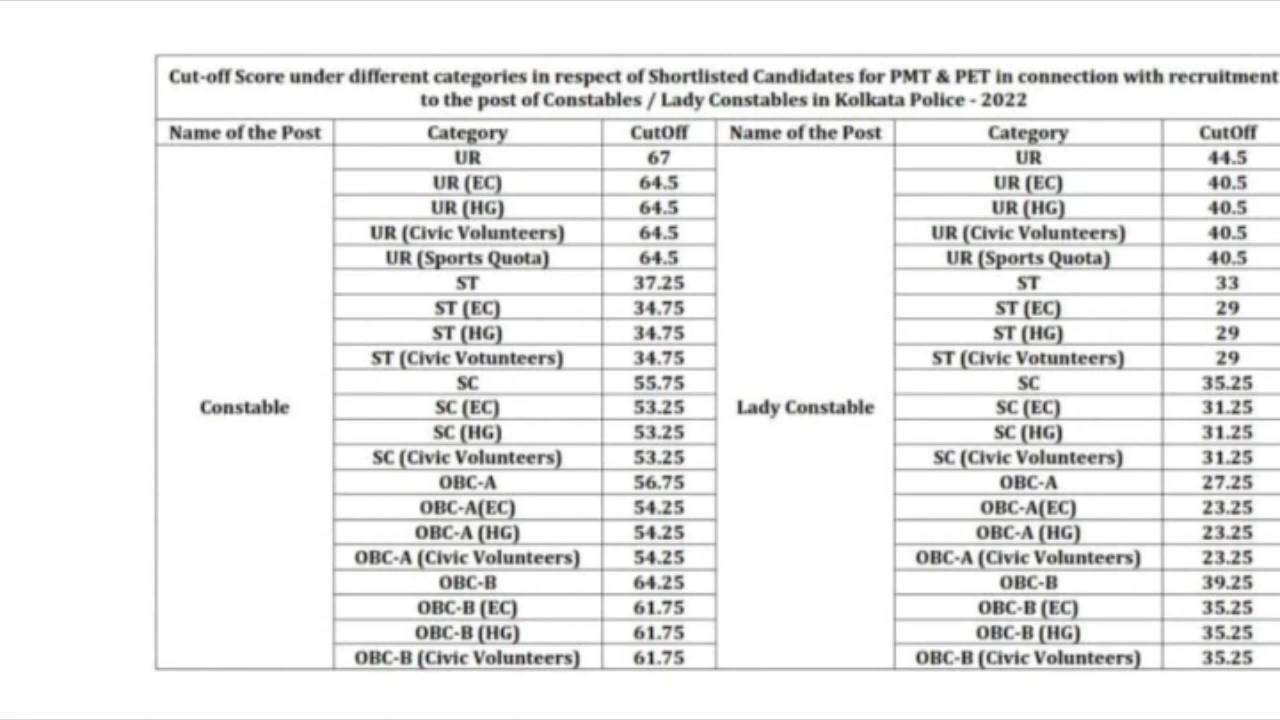 Cut-off Score under different categories in respect of Shortlisted Candidates for PMT & PET in connection with recruitment
to the post of Constables / Lady Constables in Kolkata Police - 2022
Name of the Post Category CutOff Name of the Post Category CutOff
UR 67 UR 44.5
UR (EC) 64.5 UR (EC) 40.5
UR (HG) 64.5 UR (HG) 40.5
UR (Civic Volunteers) 64.5 UR (Civic Volunteers) 40.5
UR (Sports Quota) 64.5 UR (Sports Quota) 40.5
ST 37.25 ST 33
ST (EC) 34.75 ST (EC) 29
ST (HG) 34.75 ST (HG) 29
ST (Civic Votunteers) 34.75 ST (Civic Votunteers) 29
SC 55.75 SC 35.25
Constable SC (EC) 53.25 Lady Constable SC (EC) 31.25
SC (HG) 53.25 SC (HG) 31.25
SC (Civic Volunteers) 53.25 SC (Civic Volunteers) 31.25
OBC-A 56.75 OBC-A 27.25
OBC-A(EC) 54.25 OBC-A(EC) 23.25
OBC-A (HG) 54.25 OBC-A (HG) 23.25
OBC-A (Civic Volunteers) 54.25 OBC-A (Civic Volunteers) 23.25
OBC-B 64.25 OBC-B 39.25
OBC-B (EC) 61.75 OBC-B (EC) 35.25
OBC-B (HG) 61.75 OBC-B (HG) 35.25
OBC-B (Civic Volunteers) 61.75 OBC-B (Civic Volunteers) 35.25